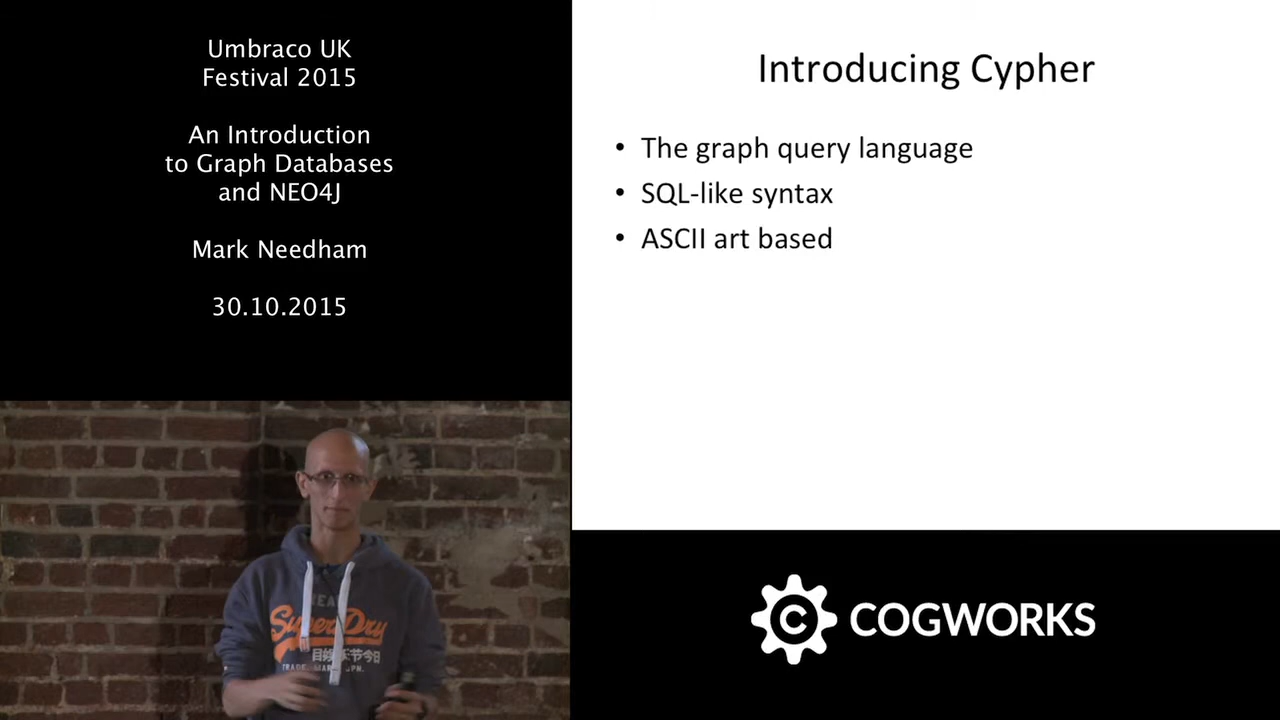 Umbraco UK
Festival 2015
An Introduction
to Graph Databases
and NEO4J
Mark Needham
30.10.2015
Introducing Cypher
• The graph query language
• SQL-like syntax
• ASCII art based
SuperDry
TRADE
C COGWORKS